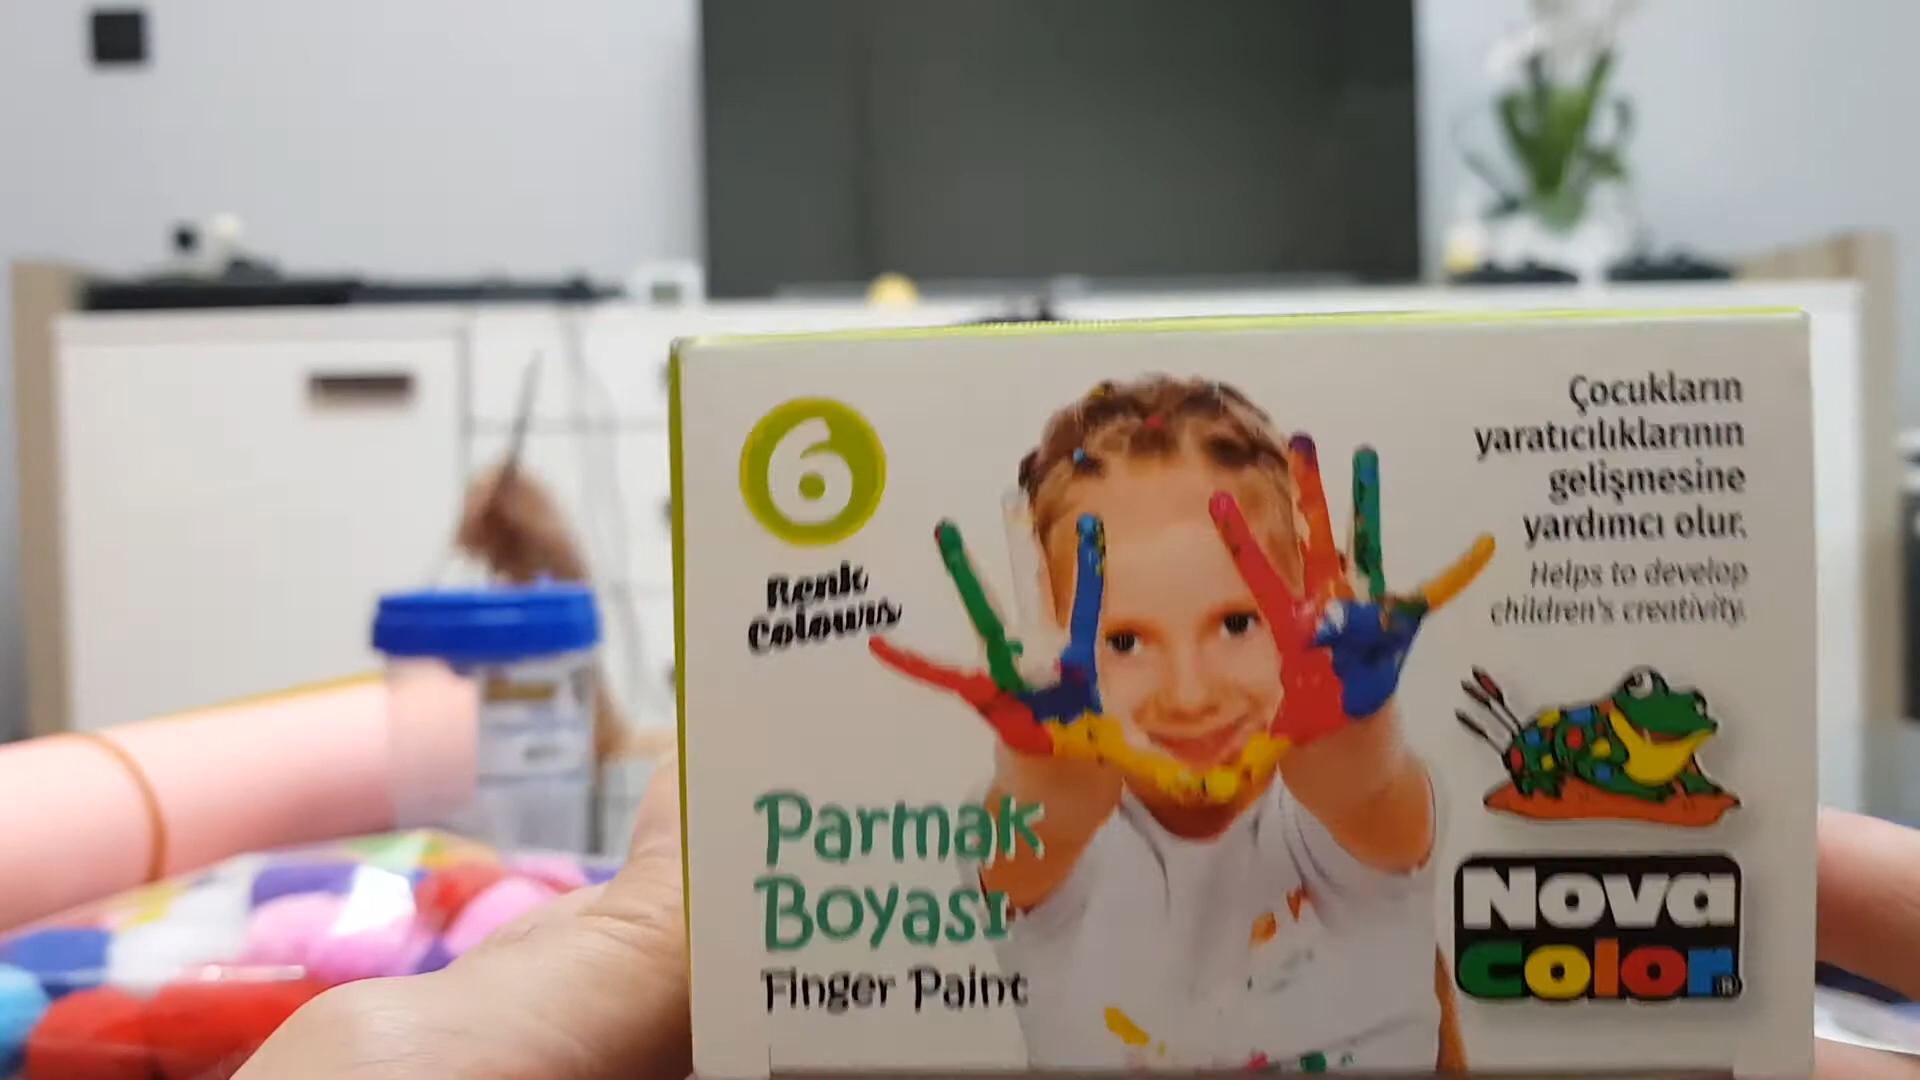 6
Renk
Colours
Parmak
Boyası
Finger Paint
Çocukların
yaratıcılıklarının
gelişmesine
yardımcı olur.
Helps to develop
children's creativity.
Nova
color®